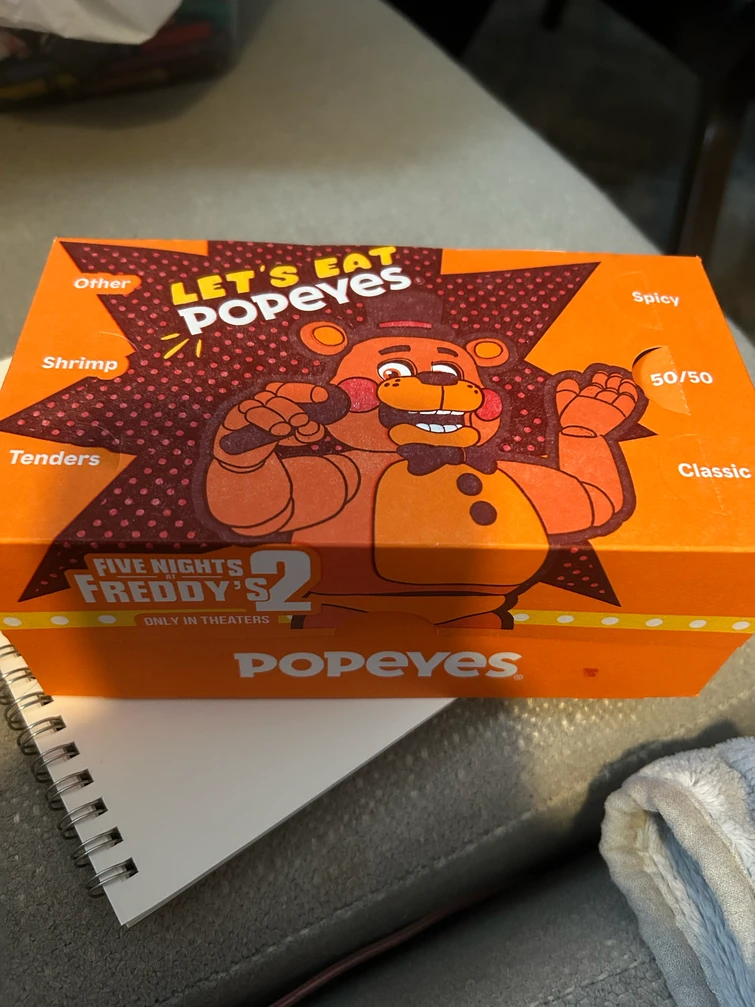 LET'S EAT
POPEYES
Other
Shrimp
Tenders
Spicy
50/50
Classic
FIVE NIGHTS
AT
FREDDY'S 2
ONLY IN THEATERS
POPEYES®